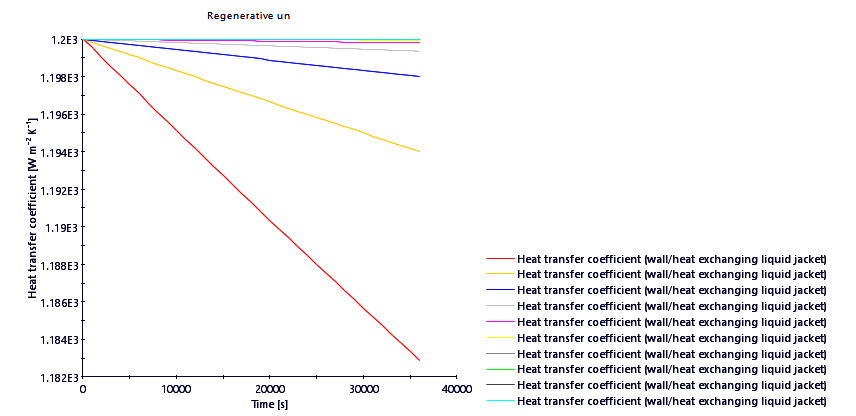 Regenerative un
Heat transfer coefficient [W m⁻² K⁻¹]
1.2E3
1.198E3
1.196E3
1.194E3
1.192E3
1.19E3
1.188E3
1.186E3
1.184E3
1.182E3
0
10000
20000
30000
40000
Time [s]
Heat transfer coefficient (wall/heat exchanging liquid jacket)
Heat transfer coefficient (wall/heat exchanging liquid jacket)
Heat transfer coefficient (wall/heat exchanging liquid jacket)
Heat transfer coefficient (wall/heat exchanging liquid jacket)
Heat transfer coefficient (wall/heat exchanging liquid jacket)
Heat transfer coefficient (wall/heat exchanging liquid jacket)
Heat transfer coefficient (wall/heat exchanging liquid jacket)
Heat transfer coefficient (wall/heat exchanging liquid jacket)
Heat transfer coefficient (wall/heat exchanging liquid jacket)
Heat transfer coefficient (wall/heat exchanging liquid jacket)